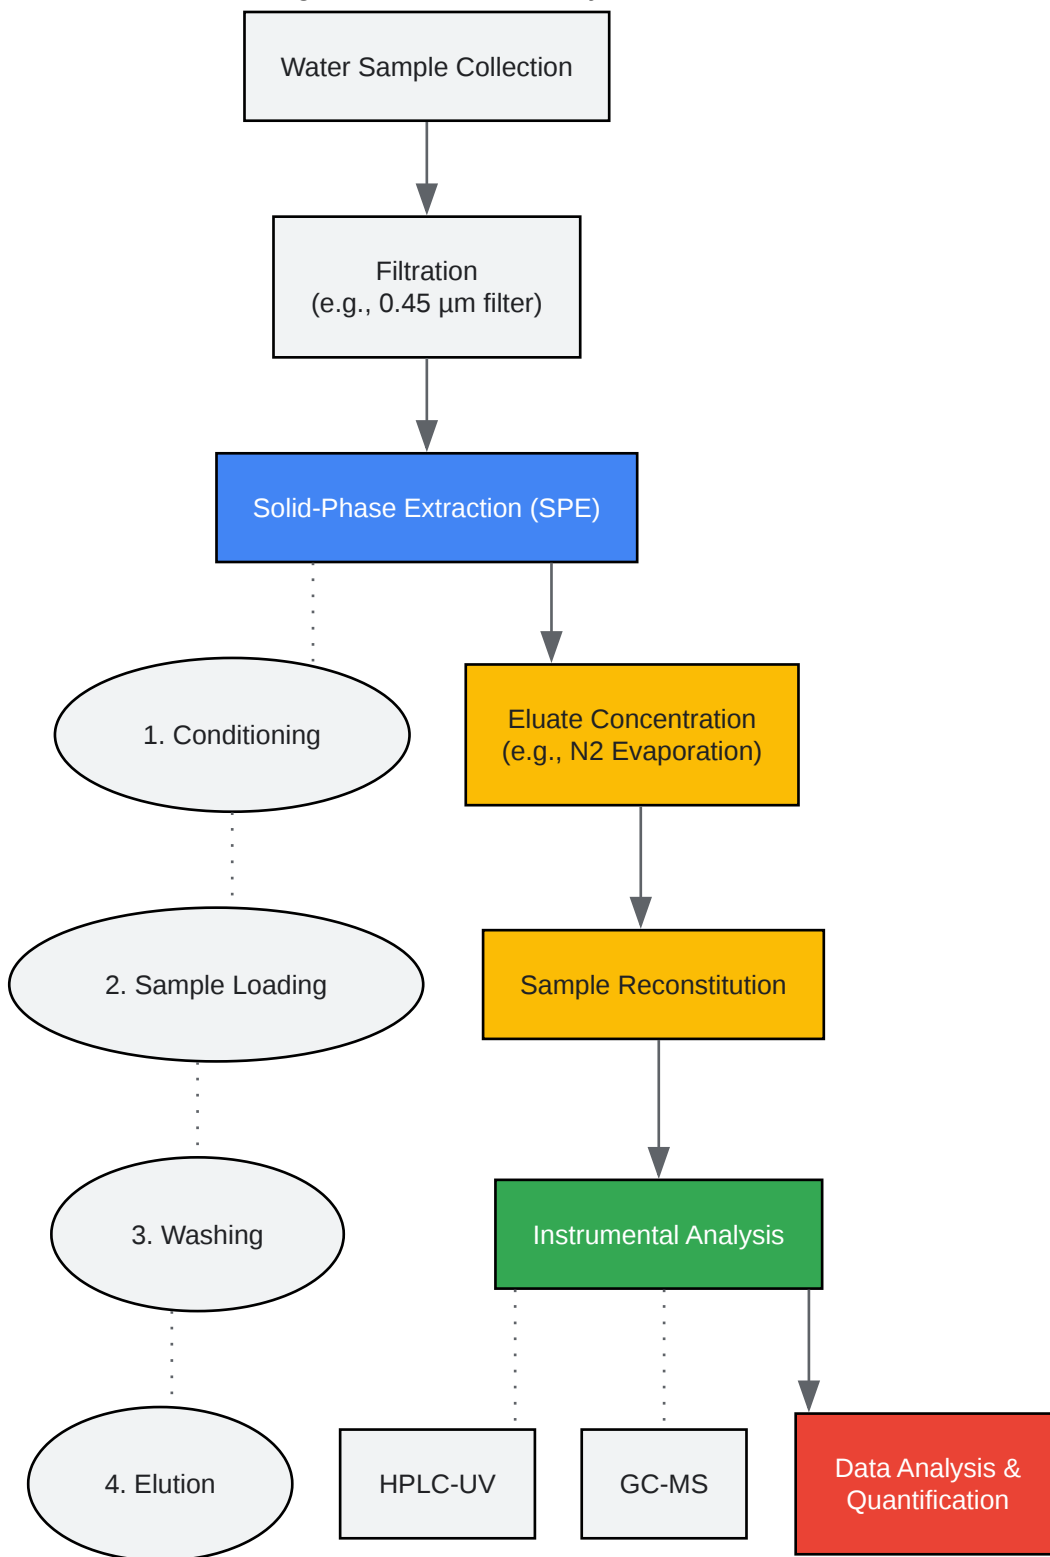 Water Sample Collection
Filtration
(e.g., 0.45 µm filter)
Solid-Phase Extraction (SPE)
1. Conditioning
Eluate Concentration
(e.g., N2 Evaporation)
2. Sample Loading
Sample Reconstitution
3. Washing
Instrumental Analysis
4. Elution
HPLC-UV
GC-MS
Data Analysis &
Quantification